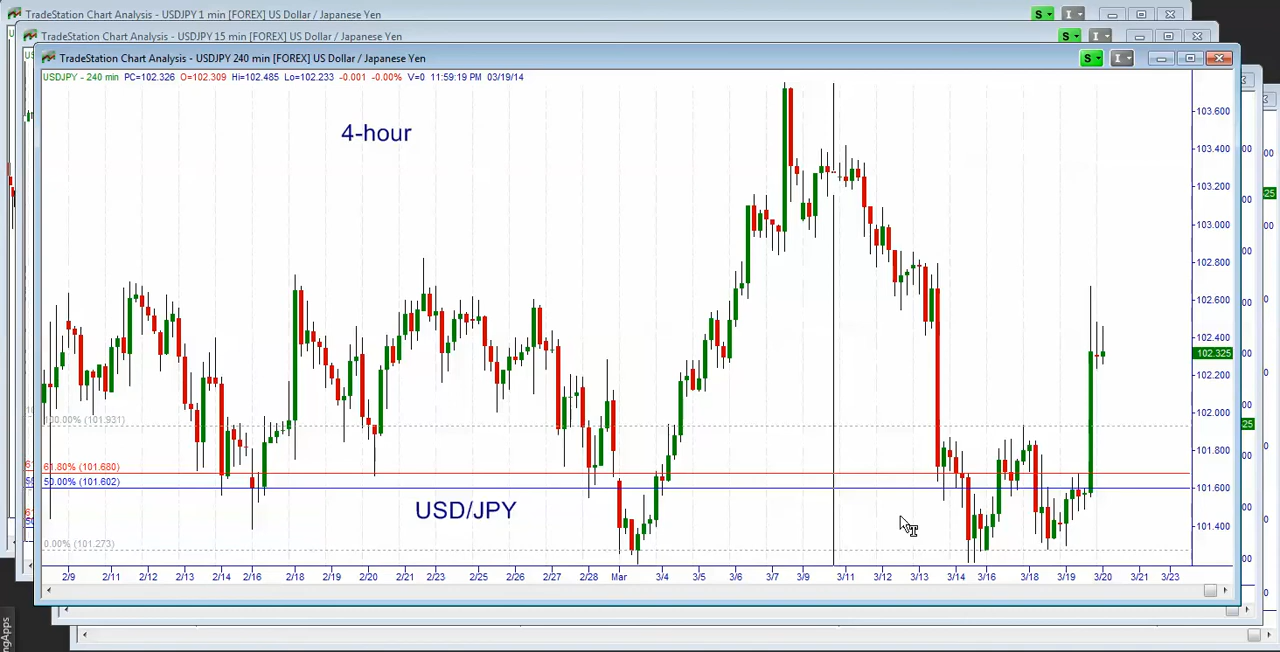 TradeStation Chart Analysis - USDJPY 1 min [FOREX] US Dollar / Japanese Yen
S
I
TradeStation Chart Analysis - USDJPY 15 min [FOREX] US Dollar / Japanese Yen
S
I
TradeStation Chart Analysis - USDJPY 240 min [FOREX] US Dollar / Japanese Yen
S
I
USDJPY - 240 min PC=102.326 O=102.309 Hi=102.485 Lo=102.233 -0.001 -0.00% V=0 11:59:19 PM 03/19/14
4-hour
103.600
103.400
103.200
103.000
102.800
102.600
102.400
102.325
102.200
102.000
101.800
101.600
101.400
100.00% (101.931)
61.80% (101.680)
50.00% (101.602)
0.00% (101.273)
USD/JPY
2/9 2/11 2/12 2/13 2/14 2/16 2/18 2/19 2/20 2/21 2/23 2/25 2/26 2/27 2/28 Mar 3/4 3/5 3/6 3/7 3/9 3/11 3/12 3/13 3/14 3/16 3/18 3/19 3/20 3/21 3/23
ngApps